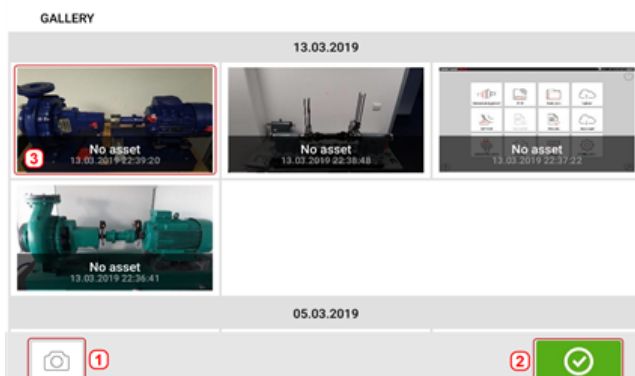 GALLERY
13.03.2019
No asset
13.03.2019 22:39:20
No asset
13.03.2019 22:38:48
No asset
13.03.2019 22:37:22
3
No asset
13.03.2019 22:36:41
05.03.2019
1
2